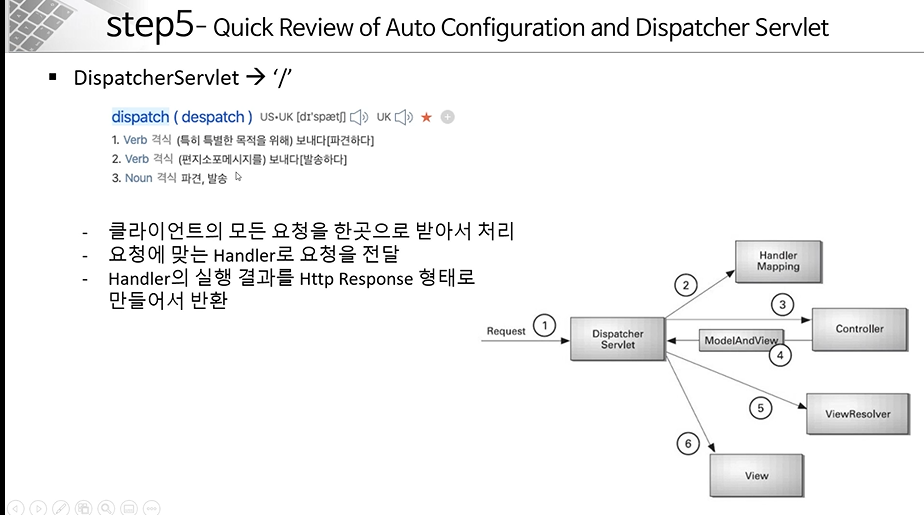 step5- Quick Review of Auto Configuration and Dispatcher Servlet
DispatcherServlet → ‘/’
dispatch ( despatch ) US•UK [dɪˈspætʃ] UK
1. Verb 격식 (특히 특별한 목적을 위해) 보내다[파견하다]
2. Verb 격식 (편지소포메시지를) 보내다[발송하다]
3. Noun 격식 파견, 발송
- 클라이언트의 모든 요청을 한곳으로 받아서 처리
- 요청에 맞는 Handler로 요청을 전달
- Handler의 실행 결과를 Http Response 형태로
만들어서 반환
Handler
Mapping
2
3
Request
1
Dispatcher
Servlet
Controller
ModelAndView
4
5
ViewResolver
6
View